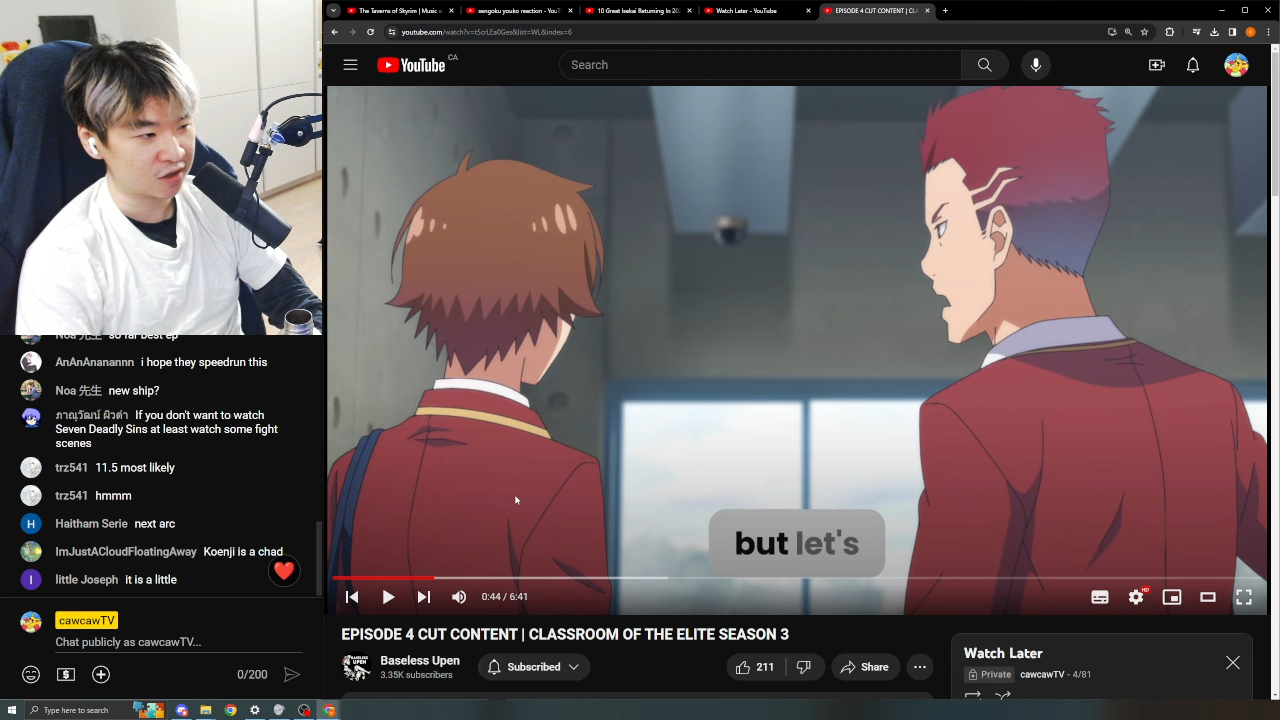 The Taverns of Skyrim | Music &
sengoku youko reaction - YouT
10 Great Isekai Returning in 202
Watch Later - YouTube
EPISODE 4 CUT CONTENT | CLA
youtube.com/watch?v=t5crLEa0Ges&list=WL&index=6
YouTube CA
Search
Noa 先生 so far best ep
AnAnAnanannn i hope they speedrun this
Noa 先生 new ship?
ภาณุวัฒน์ ผิวดำ If you don't want to watch
Seven Deadly Sins at least watch some fight
scenes
trz541 11.5 most likely
trz541 hmmm
Haitham Serie next arc
ImJustACloudFloatingAway Koenji is a chad
little Joseph it is a little
cawcawTV
Chat publicly as cawcawTV...
0/200
but let's
0:44 / 6:41
HD
EPISODE 4 CUT CONTENT | CLASSROOM OF THE ELITE SEASON 3
Baseless Upen
3.35K subscribers
Subscribed
211
Share
Watch Later
Private cawcawTV - 4/81
Type here to search